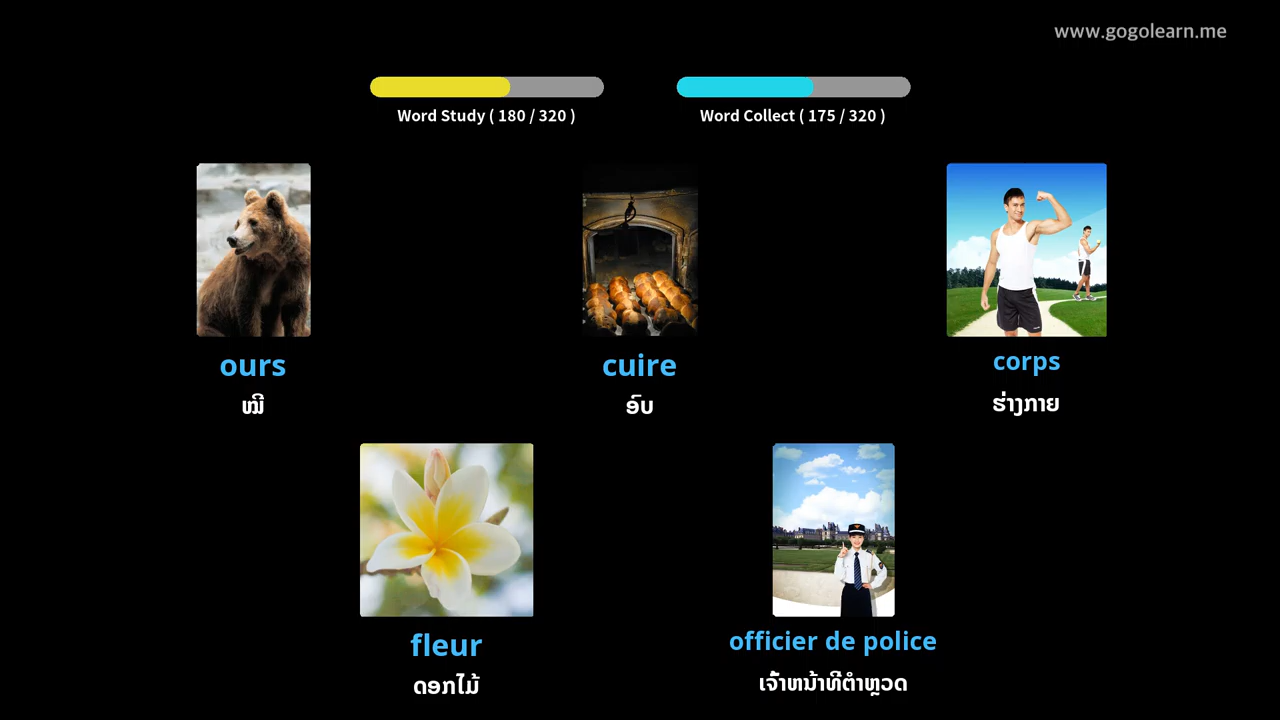 www.gogolearn.me
Word Study ( 180 / 320 )
Word Collect ( 175 / 320 )
ours
ໝີ
cuire
ອົບ
corps
ຮ່າງກາຍ
fleur
ດອກໄມ້
officier de police
ເຈົ້າຫນ້າທີ່ຕໍາຫຼວດ